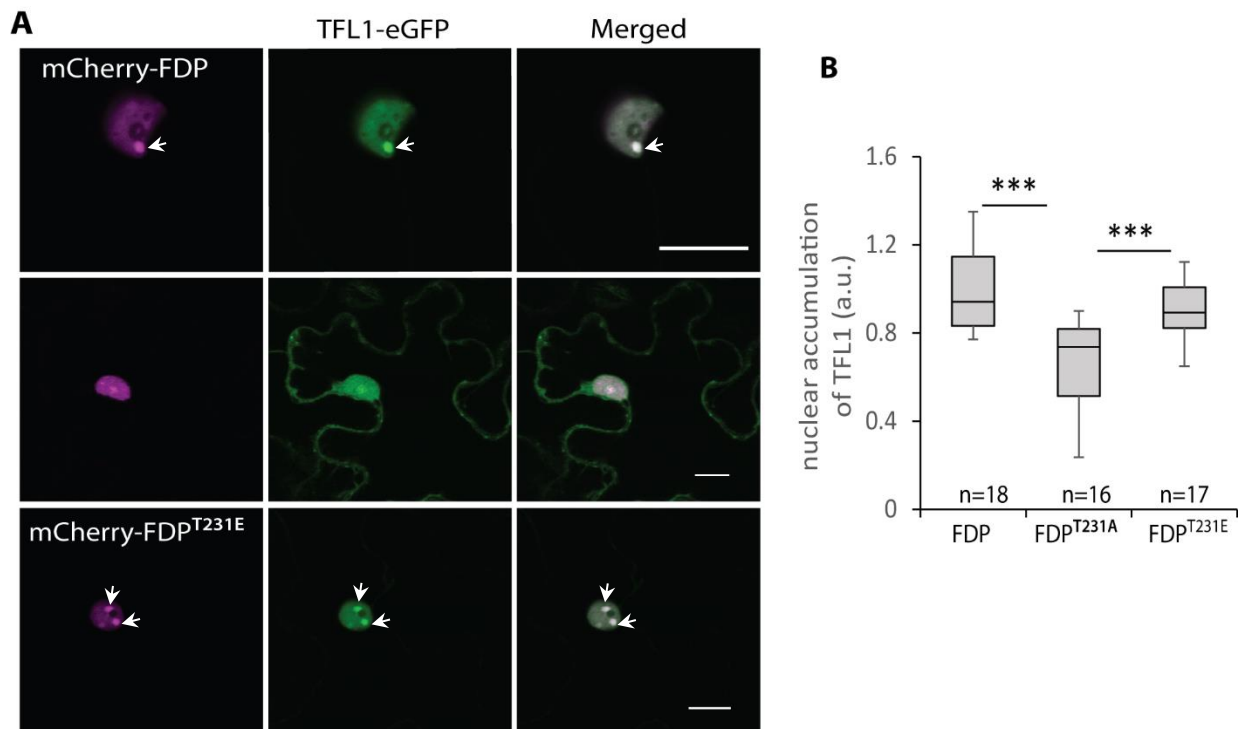 A
TFL1-eGFP
Merged
mCherry-FDP
mCherry-FDPT231E
B
nuclear accumulation
of TFL1 (a.u.)
1.6
1.2
0.8
0.4
0
***
***
n=18
n=16
n=17
FDP
FDPT231A
FDPT231E